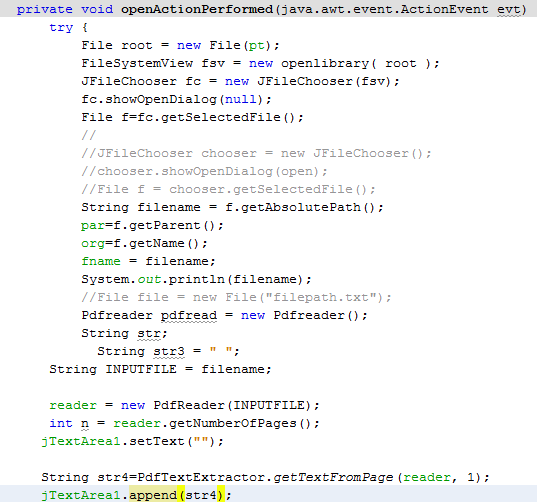 private void openActionPerformed(java.awt.event.ActionEvent evt)
try {
File root = new File(pt);
FileSystemView fsv = new openlibrary( root );
JFileChooser fc = new JFileChooser(fsv);
fc.showOpenDialog(null);
File f=fc.getSelectedFile();
//
//JFileChooser chooser = new JFileChooser();
//chooser.showOpenDialog(open);
//File f = chooser.getSelectedFile();
String filename = f.getAbsolutePath();
par=f.getParent();
org=f.getName();
fname = filename;
System.out.println(filename);
//File file = new File("filepath.txt");
Pdfreader pdfread = new Pdfreader();
String str;
String str3 = " ";
String INPUTFILE = filename;
reader = new PdfReader(INPUTFILE);
int n = reader.getNumberOfPages();
jTextArea1.setText("");
String str4=PdfTextExtractor.getTextFromPage(reader, 1);
jTextArea1.append(str4);